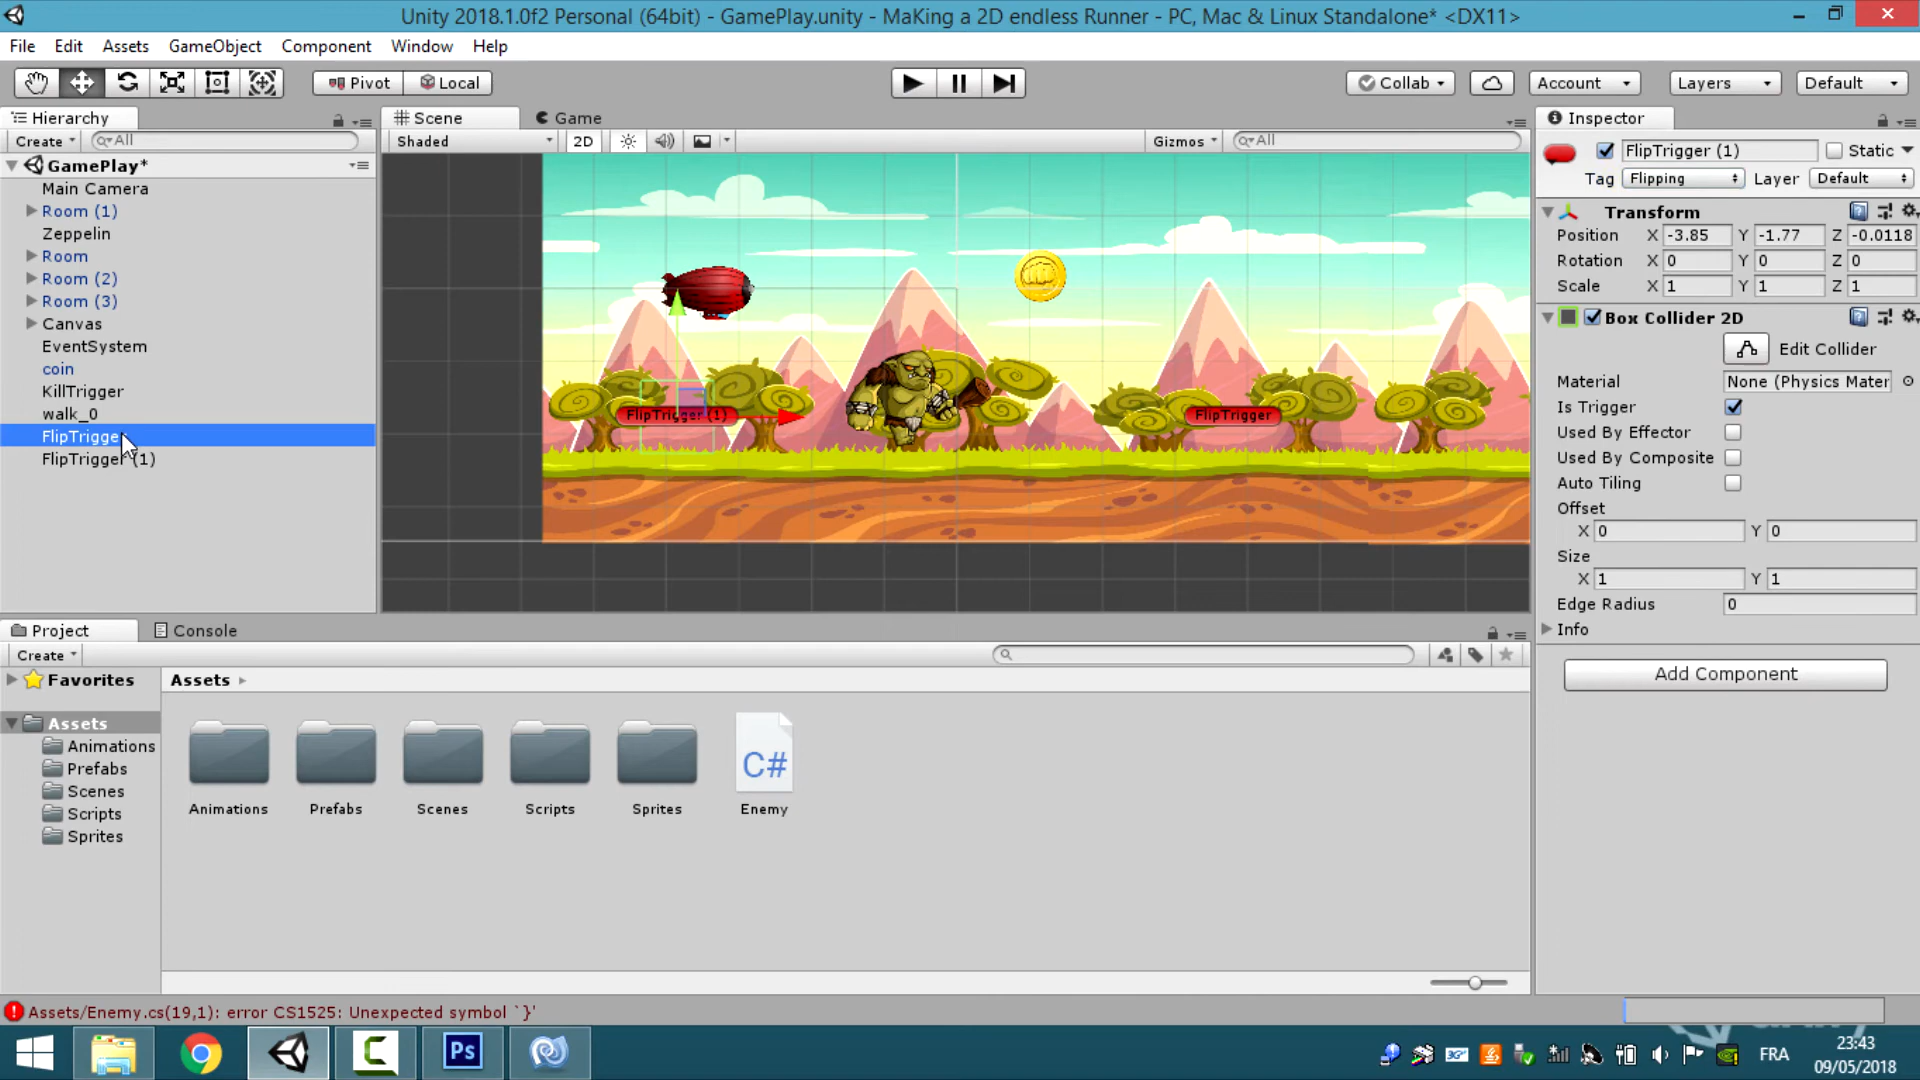 Unity 2018.1.0f2 Personal (64bit) - GamePlay.unity - MaKing a 2D endless Runner - PC, Mac & Linux Standalone* <DX11>
File Edit Assets GameObject Component Window Help
Pivot Local Collab Account Layers Default
Hierarchy
Create All
GamePlay*
Main Camera
Room (1)
Zeppelin
Room
Room (2)
Room (3)
Canvas
EventSystem
coin
KillTrigger
walk_0
FlipTrigger
FlipTrigger (1)
Scene Game
Shaded 2D Gizmos All
FlipTrigger (1)
FlipTrigger
Inspector
FlipTrigger (1) Static
Tag Flipping Layer Default
Transform
Position X -3.85 Y -1.77 Z -0.0118
Rotation X 0 Y 0 Z 0
Scale X 1 Y 1 Z 1
Box Collider 2D
Edit Collider
Material None (Physics Mater
Is Trigger
Used By Effector
Used By Composite
Auto Tiling
Offset
X 0 Y 0
Size
X 1 Y 1
Edge Radius 0
Info
Add Component
Project Console
Create
Favorites
Assets
Animations
Prefabs
Scenes
Scripts
Sprites
Assets
C#
Animations Prefabs Scenes Scripts Sprites Enemy
Assets/Enemy.cs(19,1): error CS1525: Unexpected symbol `}'
Ps
3G
FRA
23:43
09/05/2018